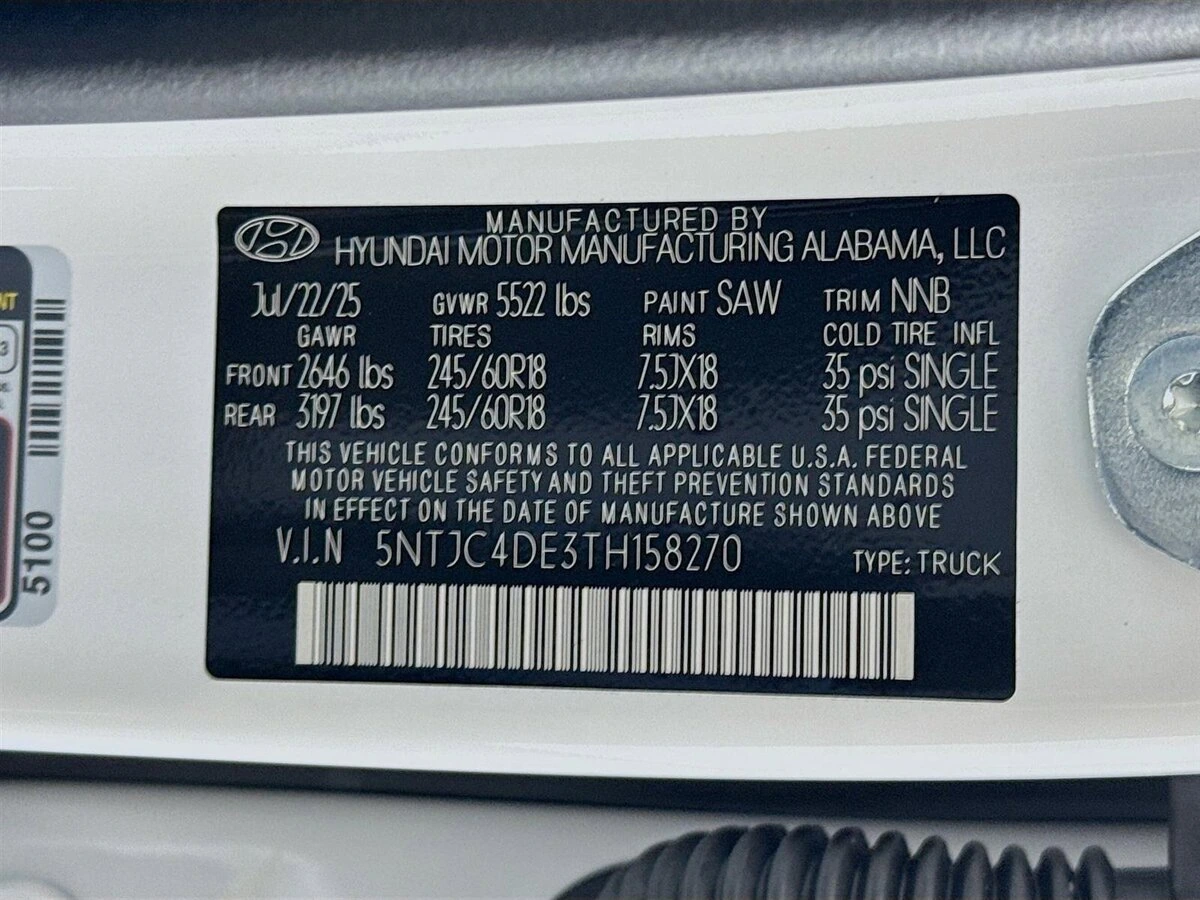 MANUFACTURED BY
HYUNDAI MOTOR MANUFACTURING ALABAMA, LLC
Jul/22/25 GVWR 5522 lbs PAINT SAW TRIM NNB
GAWR TIRES RIMS COLD TIRE INFL
FRONT 2646 lbs 245/60R18 7.5JX18 35 psi SINGLE
REAR 3197 lbs 245/60R18 7.5JX18 35 psi SINGLE
THIS VEHICLE CONFORMS TO ALL APPLICABLE U.S.A. FEDERAL
MOTOR VEHICLE SAFETY AND THEFT PREVENTION STANDARDS
IN EFFECT ON THE DATE OF MANUFACTURE SHOWN ABOVE
V.I.N 5NTJC4DE3TH158270 TYPE: TRUCK
5100